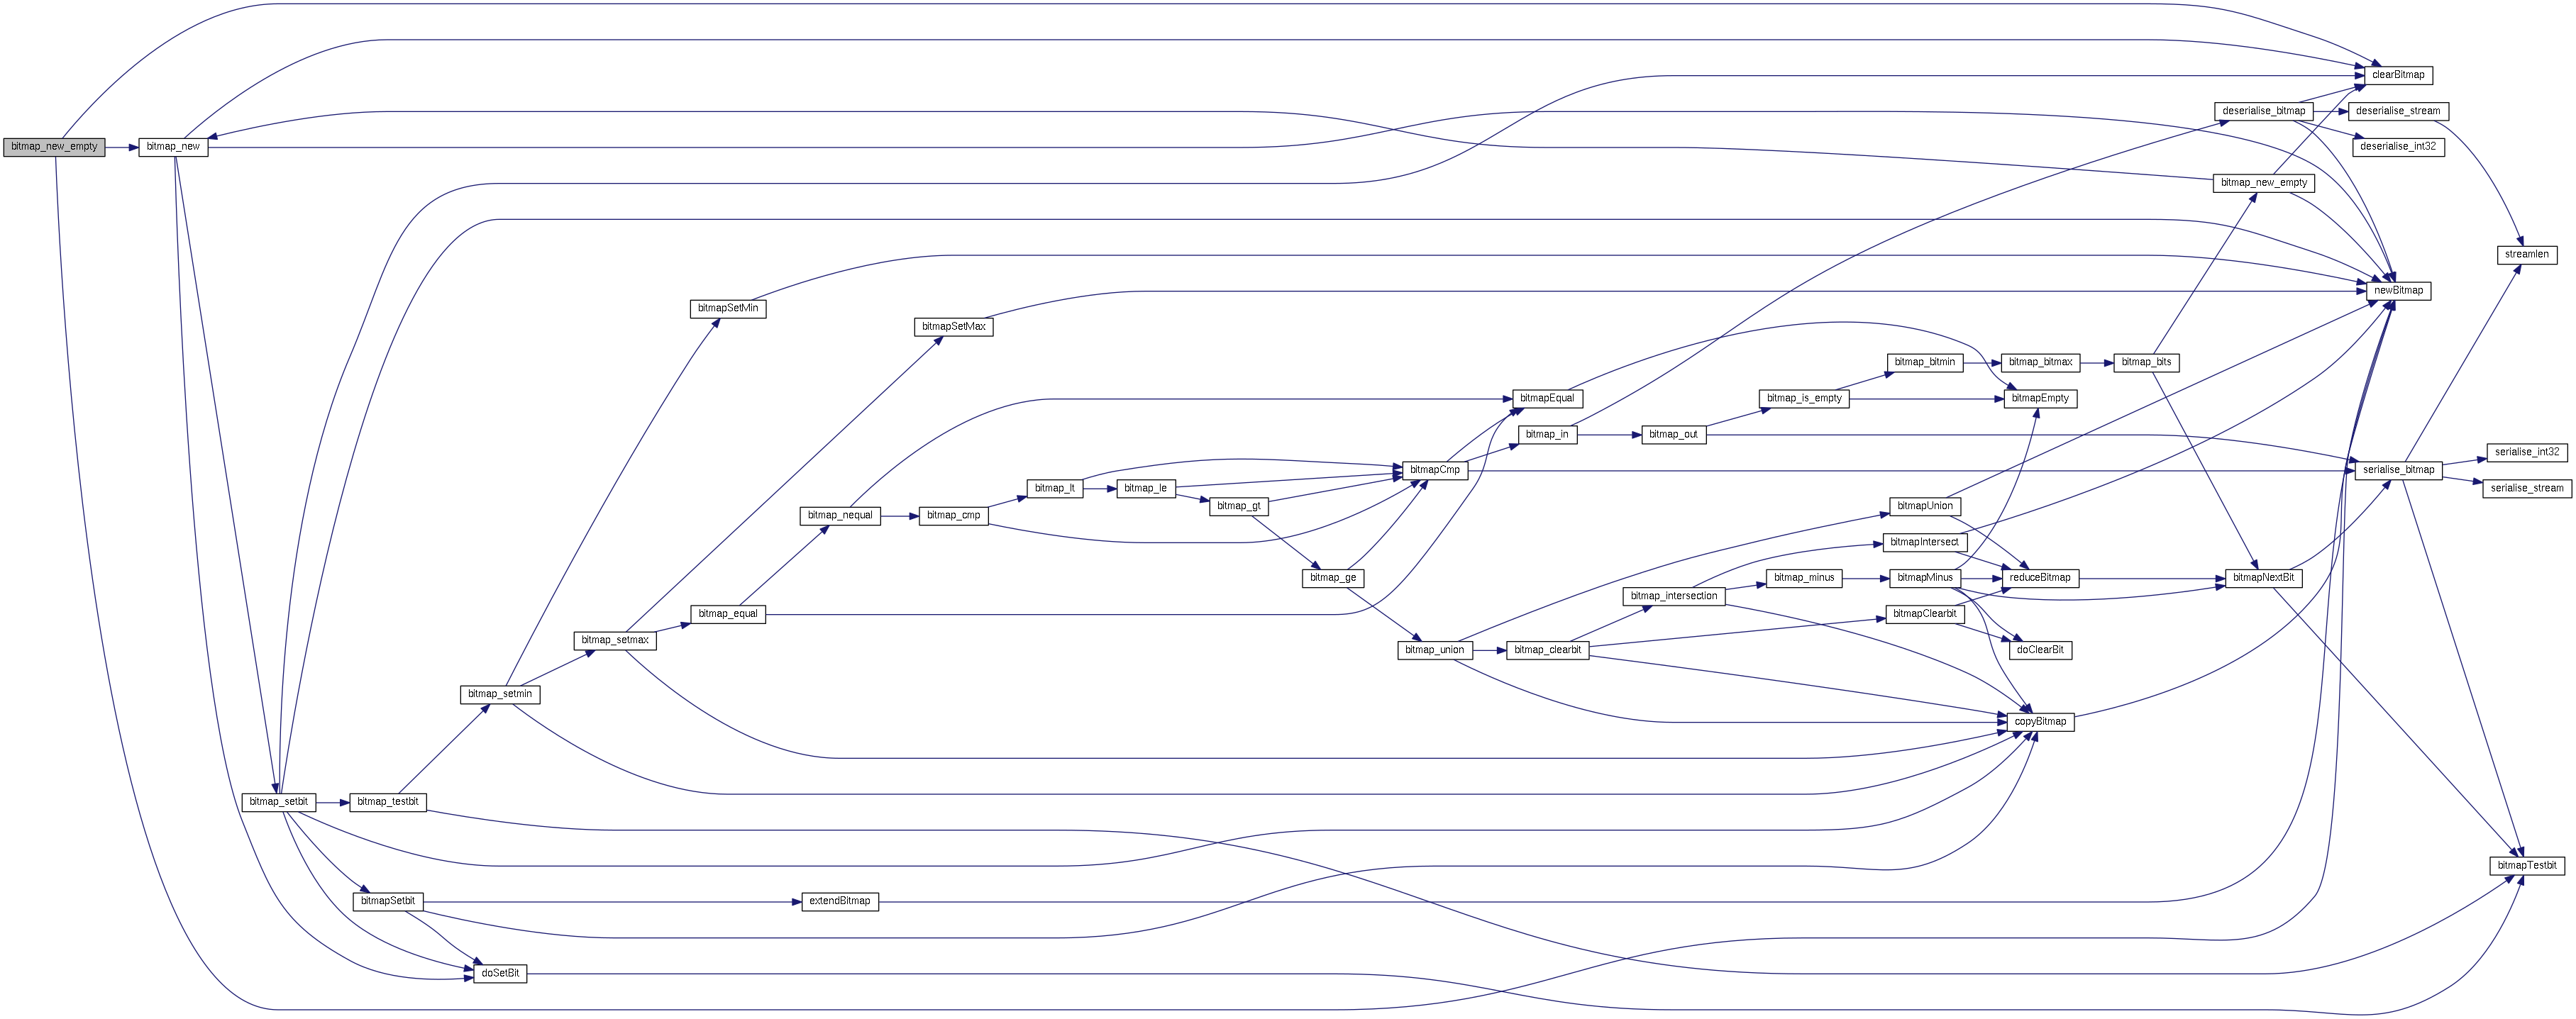 bitmap_new_empty
bitmap_new
bitmap_setbit
bitmap_testbit
bitmapSetbit
bitmap_setmin
doSetBit
bitmap_setmax
bitmapSetMin
bitmap_equal
bitmap_nequal
extendBitmap
bitmapSetMax
bitmap_cmp
bitmap_lt
bitmap_le
bitmap_gt
bitmap_ge
bitmapCmp
bitmap_union
bitmapEqual
bitmap_in
bitmap_clearbit
bitmap_out
bitmap_intersection
bitmap_is_empty
bitmap_minus
bitmap_bitmin
bitmapUnion
bitmapIntersect
bitmapMinus
bitmapClearbit
bitmap_bitmax
bitmapEmpty
reduceBitmap
doClearBit
copyBitmap
bitmap_bits
deserialise_bitmap
bitmap_new_empty
bitmapNextBit
clearBitmap
deserialise_stream
deserialise_int32
newBitmap
serialise_bitmap
streamlen
serialise_int32
serialise_stream
bitmapTestbit